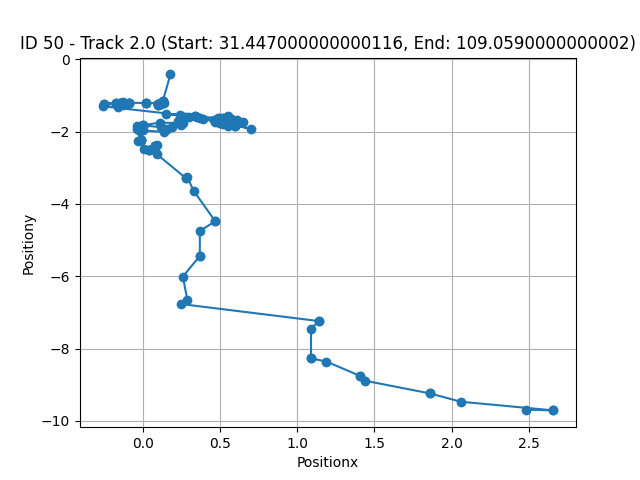 ID 50 - Track 2.0 (Start: 31.447000000000116, End: 109.0590000000002)
0
−2
−4
−6
−8
−10
Positiony
0.0 0.5 1.0 1.5 2.0 2.5
Positionx